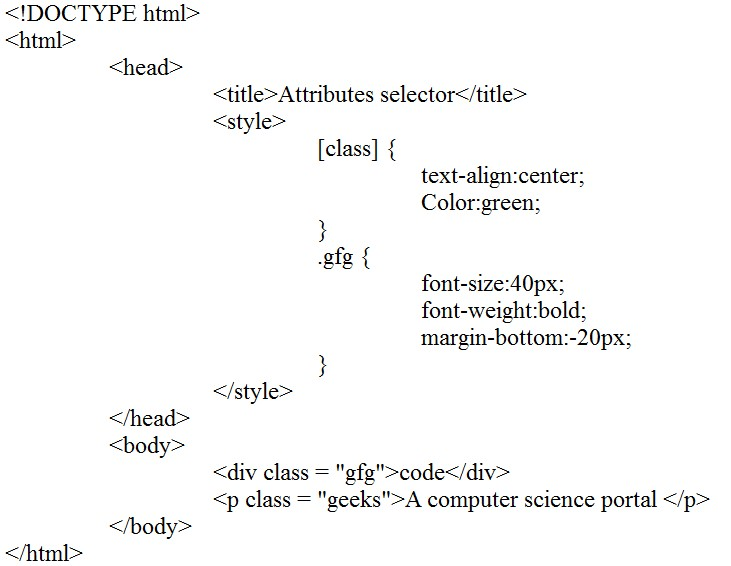 <!DOCTYPE html>
<html>
<head>
<title>Attributes selector</title>
<style>
[class] {
text-align:center;
Color:green;
}
.gfg {
font-size:40px;
font-weight:bold;
margin-bottom:-20px;
}
</style>
</head>
<body>
<div class = "gfg">code</div>
<p class = "geeks">A computer science portal </p>
</body>
</html>